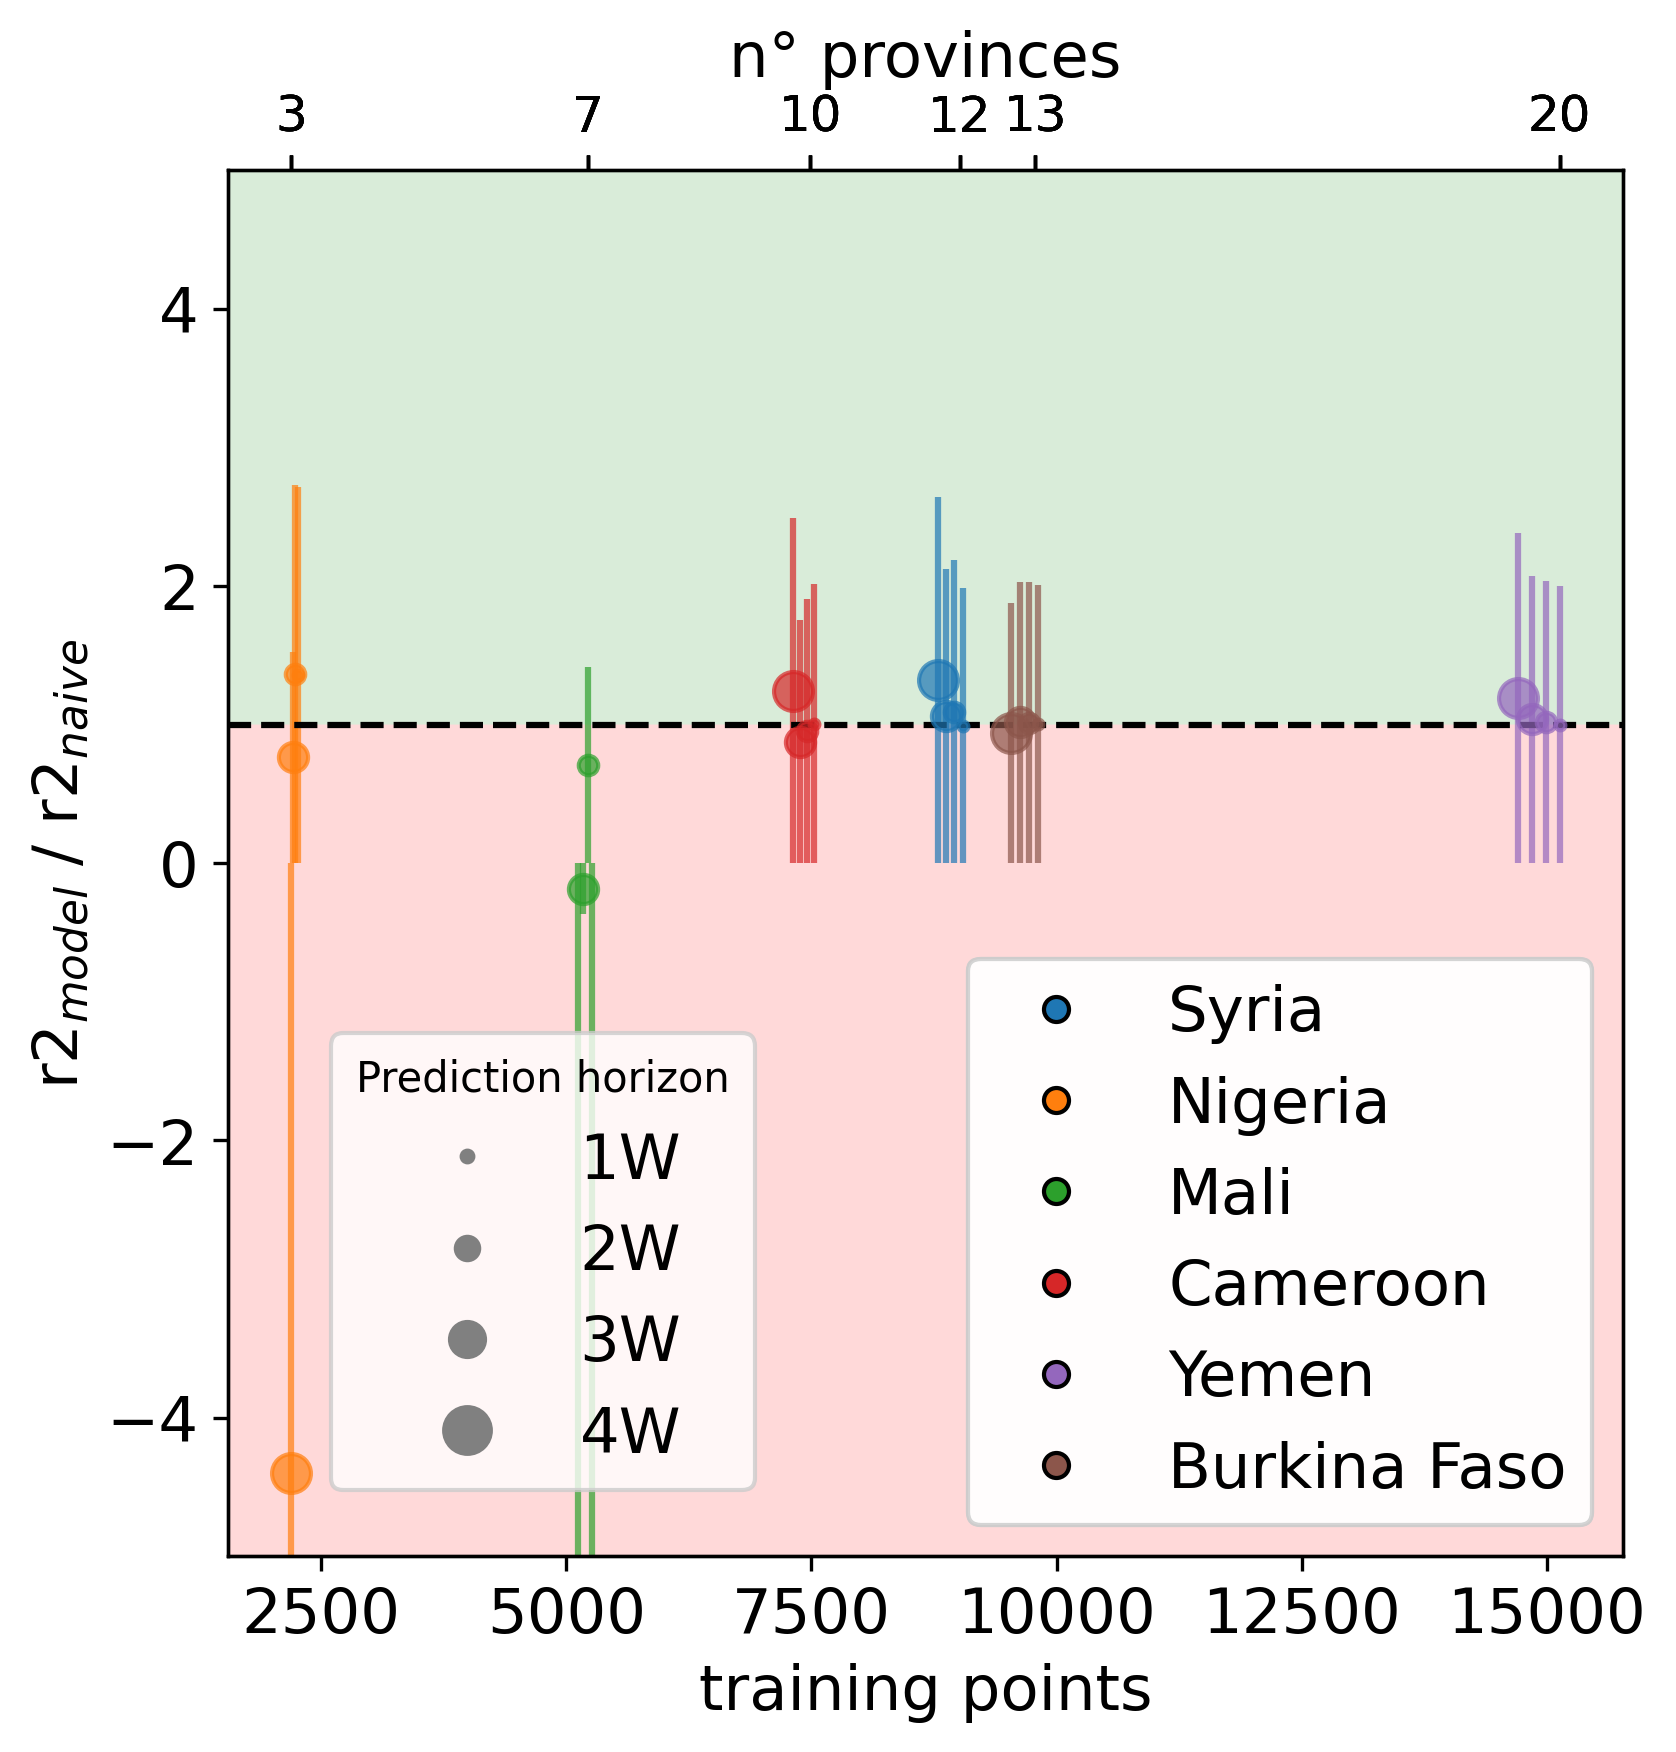 n° provinces
3 7 10 12 13 20
4
2
0
−2
−4
r2model / r2naive
Prediction horizon
1W
2W
3W
4W
Syria
Nigeria
Mali
Cameroon
Yemen
Burkina Faso
2500 5000 7500 10000 12500 15000
training points